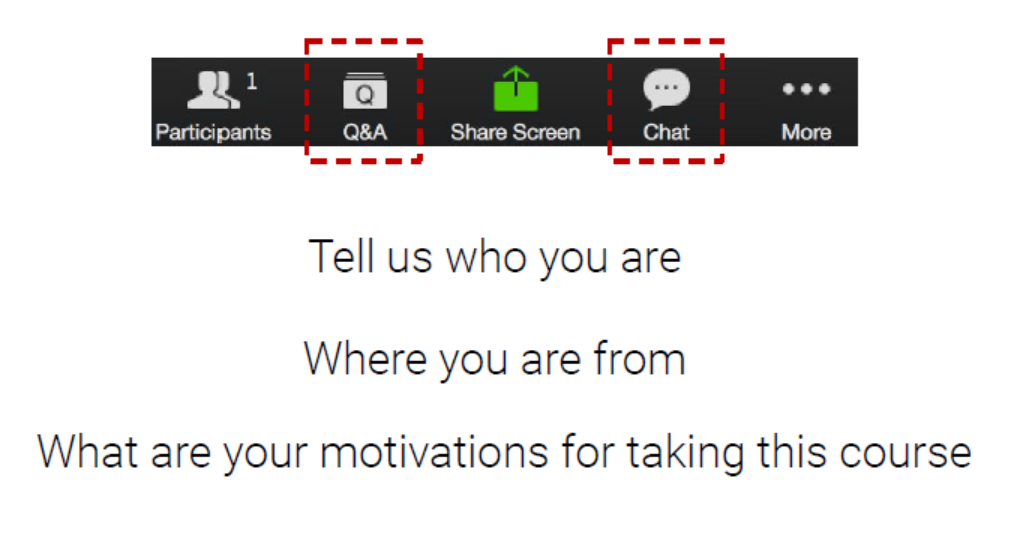 1
Q
Participants Q&A Share Screen Chat More
Tell us who you are
Where you are from
What are your motivations for taking this course